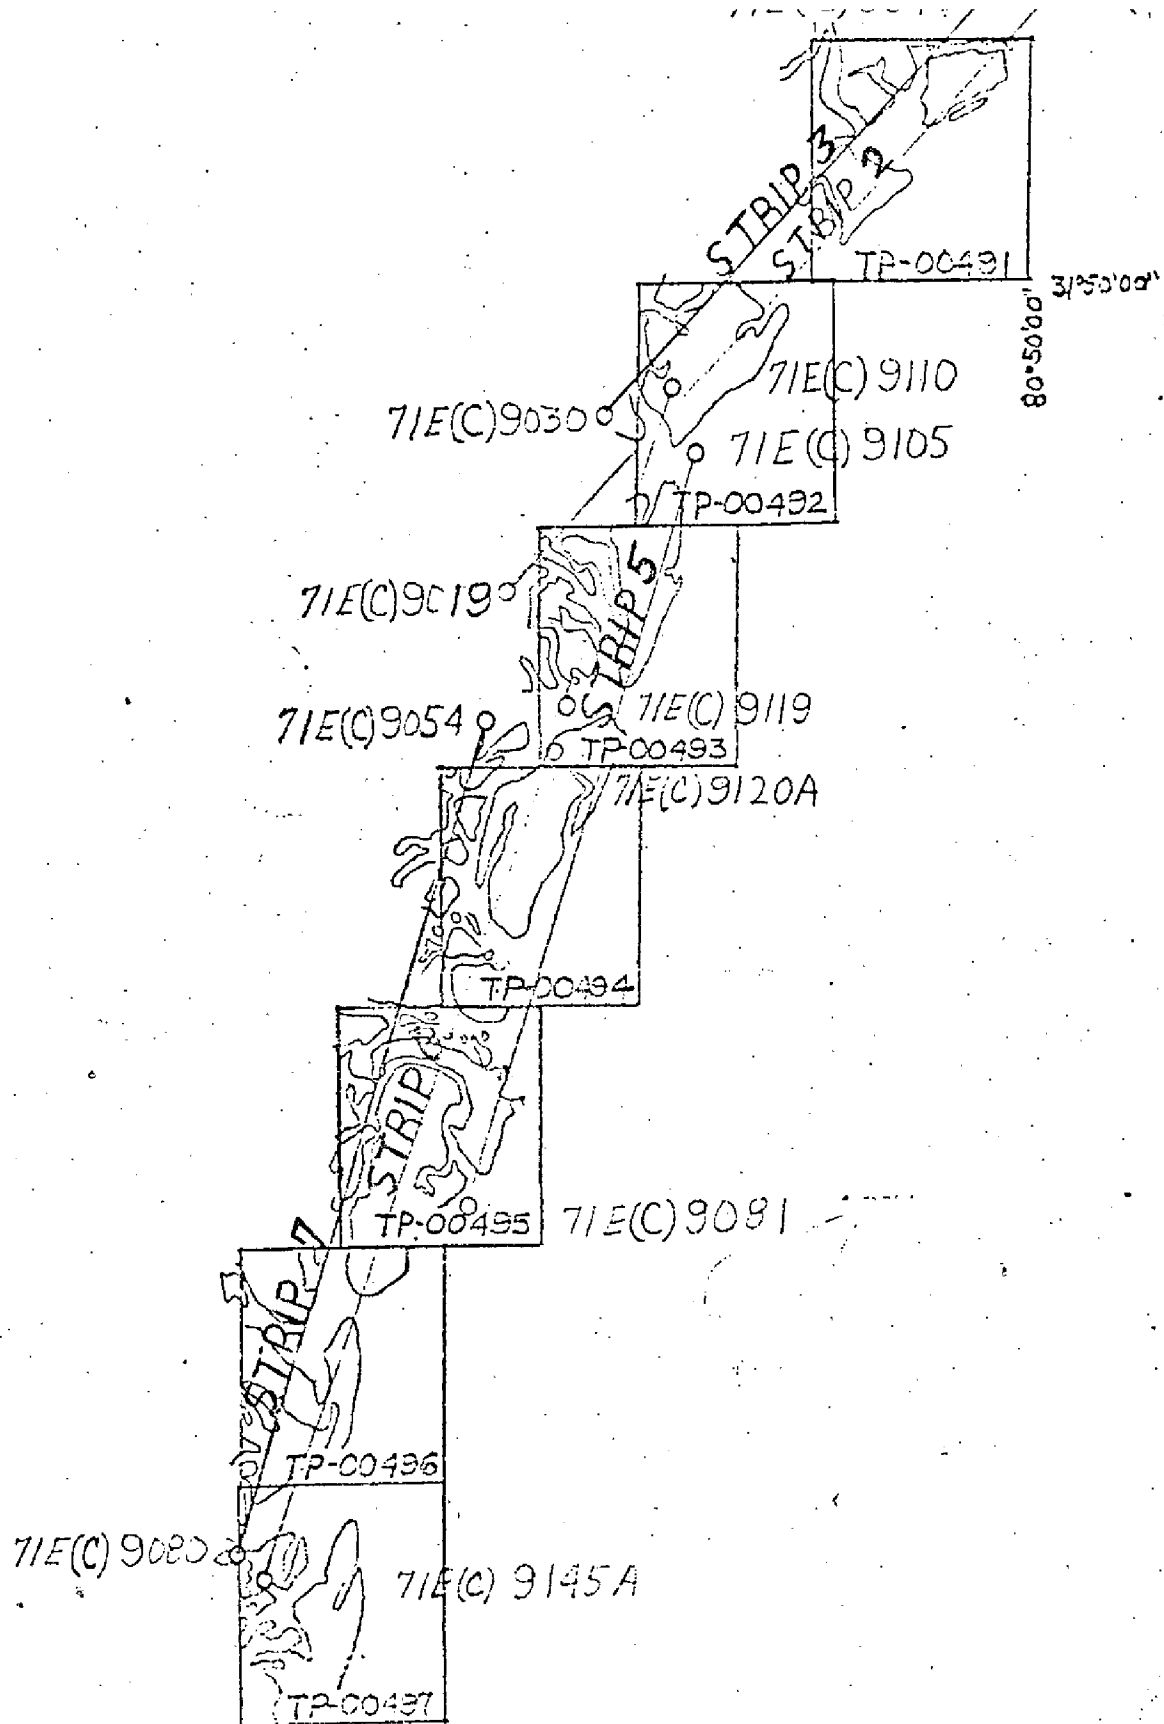 STRIP 3
STRIP 2
TP-00491
31°50'00"
80°50'00"
71E(C)9110
71E(C)9030
71E(C)9105
TP-00492
STRIP 5
71E(C)9019
71E(C)9119
71E(C)9054
TP-00493
71E(C)9120A
TP-00494
STRIP
TP-00495
71E(C)9081
STRIP 7
TP-00496
71E(C)9080
71E(C)9145A
TP-00497